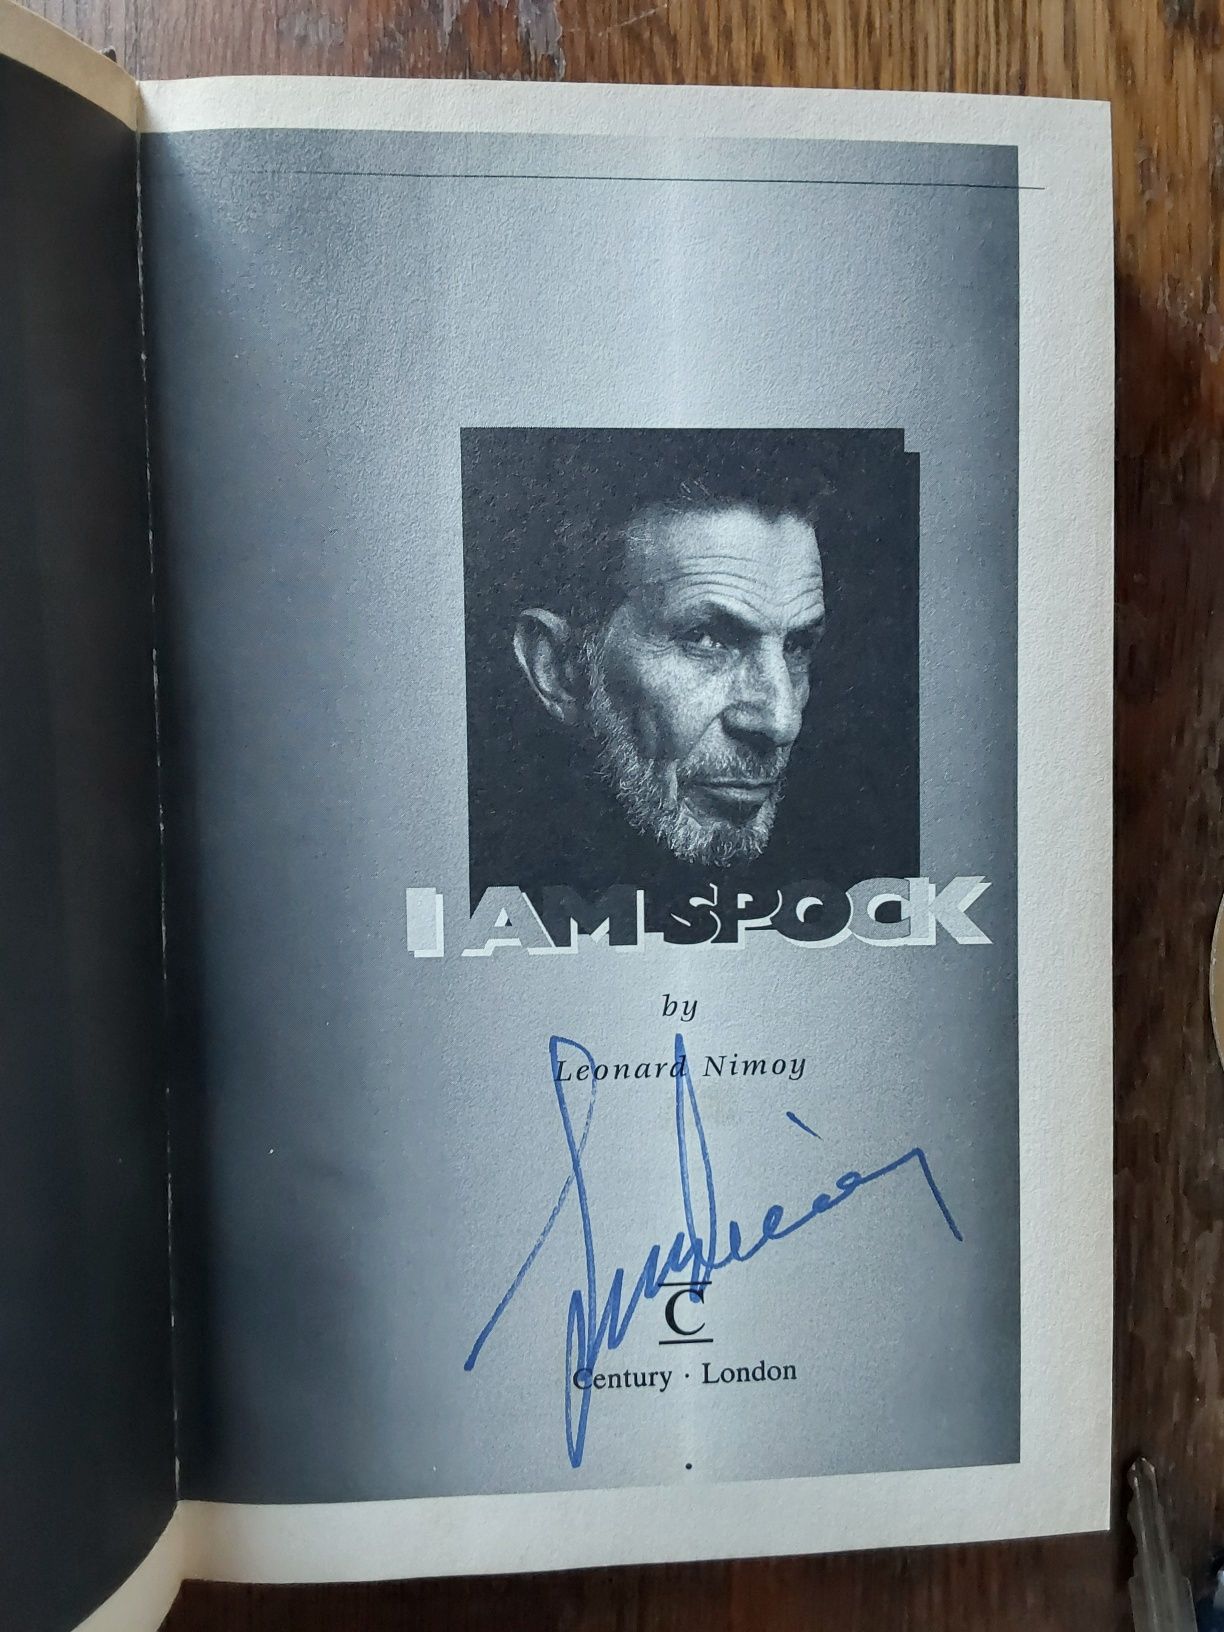 I AM SPOCK
by
Leonard Nimoy
C
Century · London